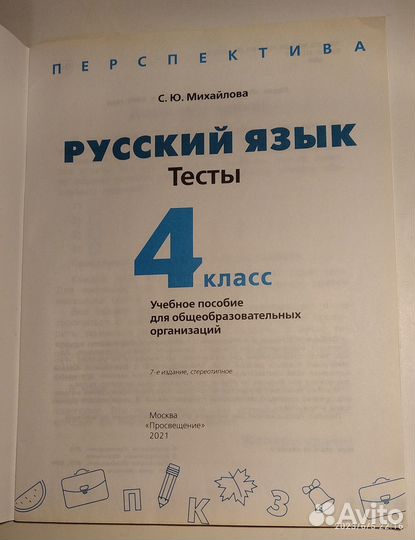 ПЕРСПЕКТИВА
С. Ю. Михайлова
РУССКИЙ ЯЗЫК
Тесты
4 класс
Учебное пособие
для общеобразовательных
организаций
7-е издание, стереотипное
Москва
«Просвещение»
2021
П К З
Avito